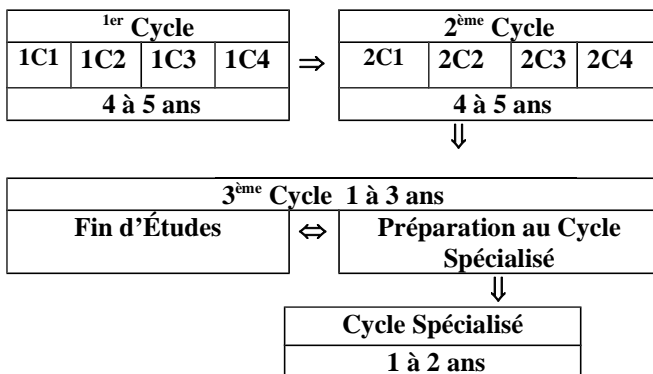 1er Cycle
2ème Cycle
1C1 1C2 1C3 1C4 ⇒ 2C1 2C2 2C3 2C4
4 à 5 ans
4 à 5 ans
⇓
3ème Cycle 1 à 3 ans
Fin d'Études ⇔ Préparation au Cycle
Spécialisé
⇓
Cycle Spécialisé
1 à 2 ans